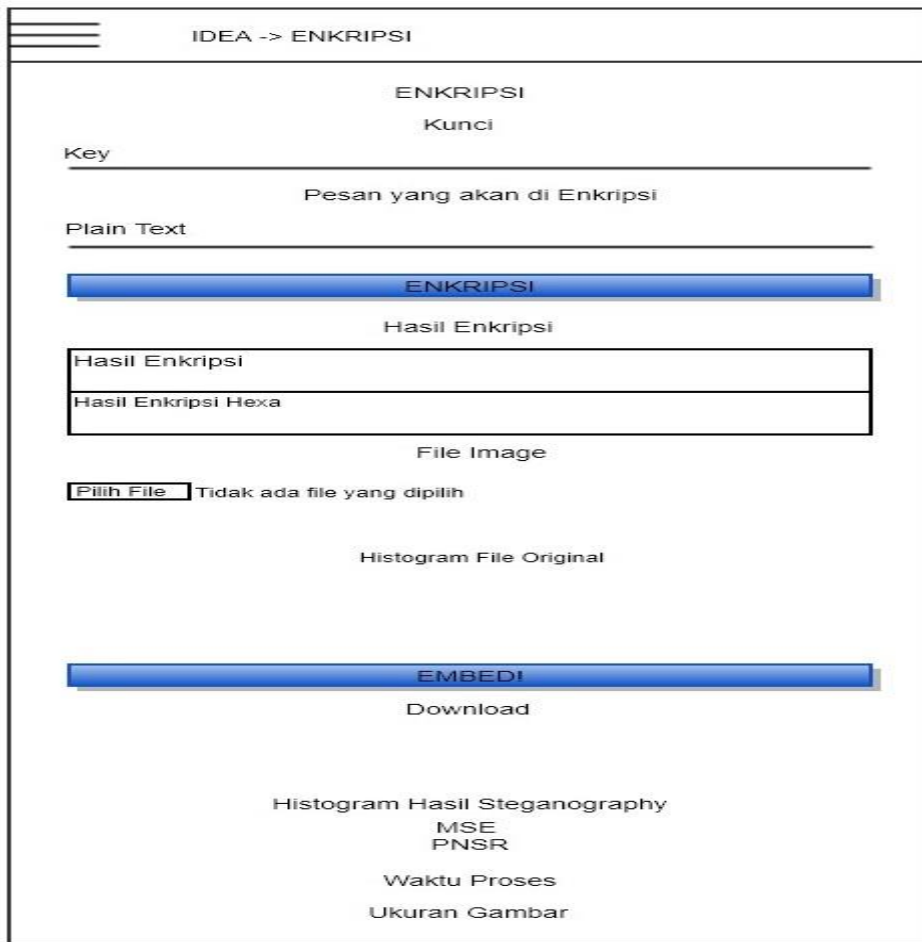 IDEA -> ENKRIPSI
ENKRIPSI
Kunci
Key
Pesan yang akan di Enkripsi
Plain Text
ENKRIPSI
Hasil Enkripsi
Hasil Enkripsi
Hasil Enkripsi Hexa
File Image
Pilih File Tidak ada file yang dipilih
Histogram File Original
EMBED!
Download
Histogram Hasil Steganography
MSE
PNSR
Waktu Proses
Ukuran Gambar